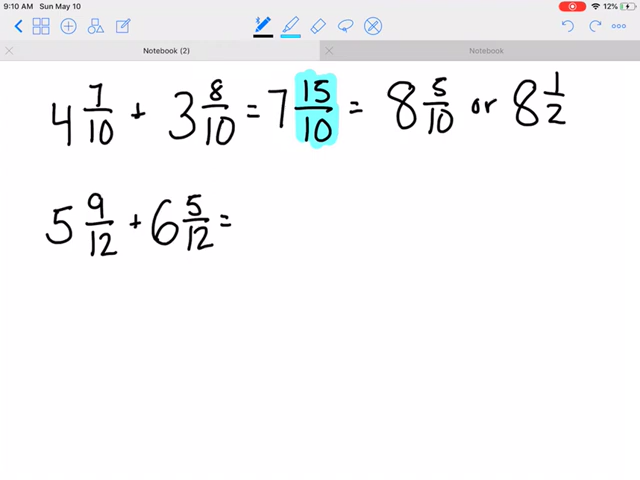 9:10 AM Sun May 10 12%
Notebook (2) Notebook
4 7/10 + 3 8/10 = 7 15/10 = 8 5/10 or 8 1/2
5 9/12 + 6 5/12 =